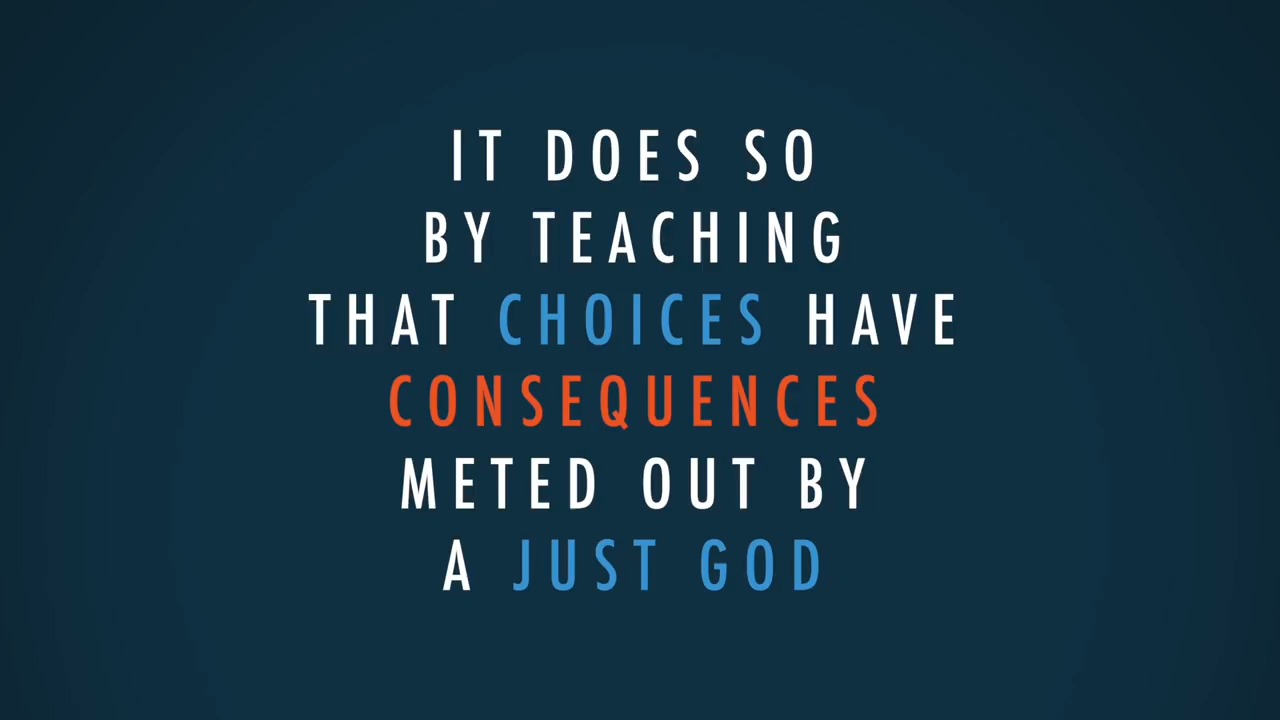 IT DOES SO
BY TEACHING
THAT CHOICES HAVE
CONSEQUENCES
METED OUT BY
A JUST GOD